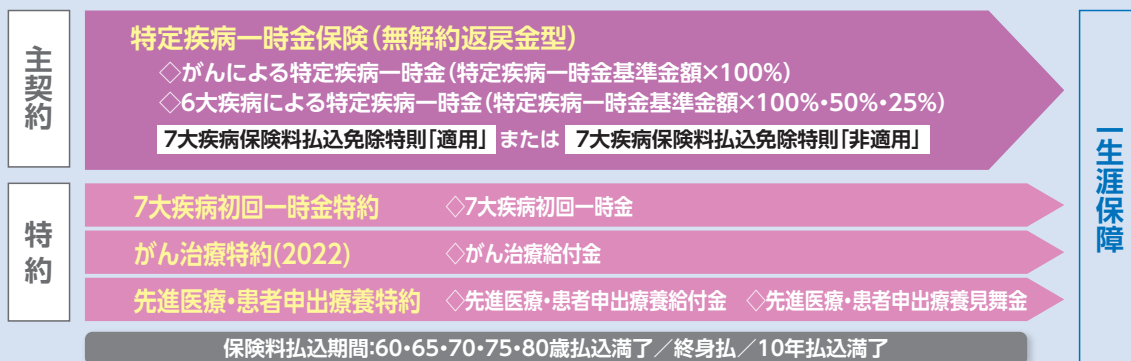 主契約
特定疾病一時金保険(無解約返戻金型)
◇がんによる特定疾病一時金(特定疾病一時金基準金額×100%)
◇6大疾病による特定疾病一時金(特定疾病一時金基準金額×100%・50%・25%)
7大疾病保険料払込免除特則「適用」 または 7大疾病保険料払込免除特則「非適用」
特約
7大疾病初回一時金特約 ◇7大疾病初回一時金
がん治療特約(2022) ◇がん治療給付金
先進医療・患者申出療養特約 ◇先進医療・患者申出療養給付金 ◇先進医療・患者申出療養見舞金
一生涯保障
保険料払込期間:60・65・70・75・80歳払込満了/終身払/10年払込満了